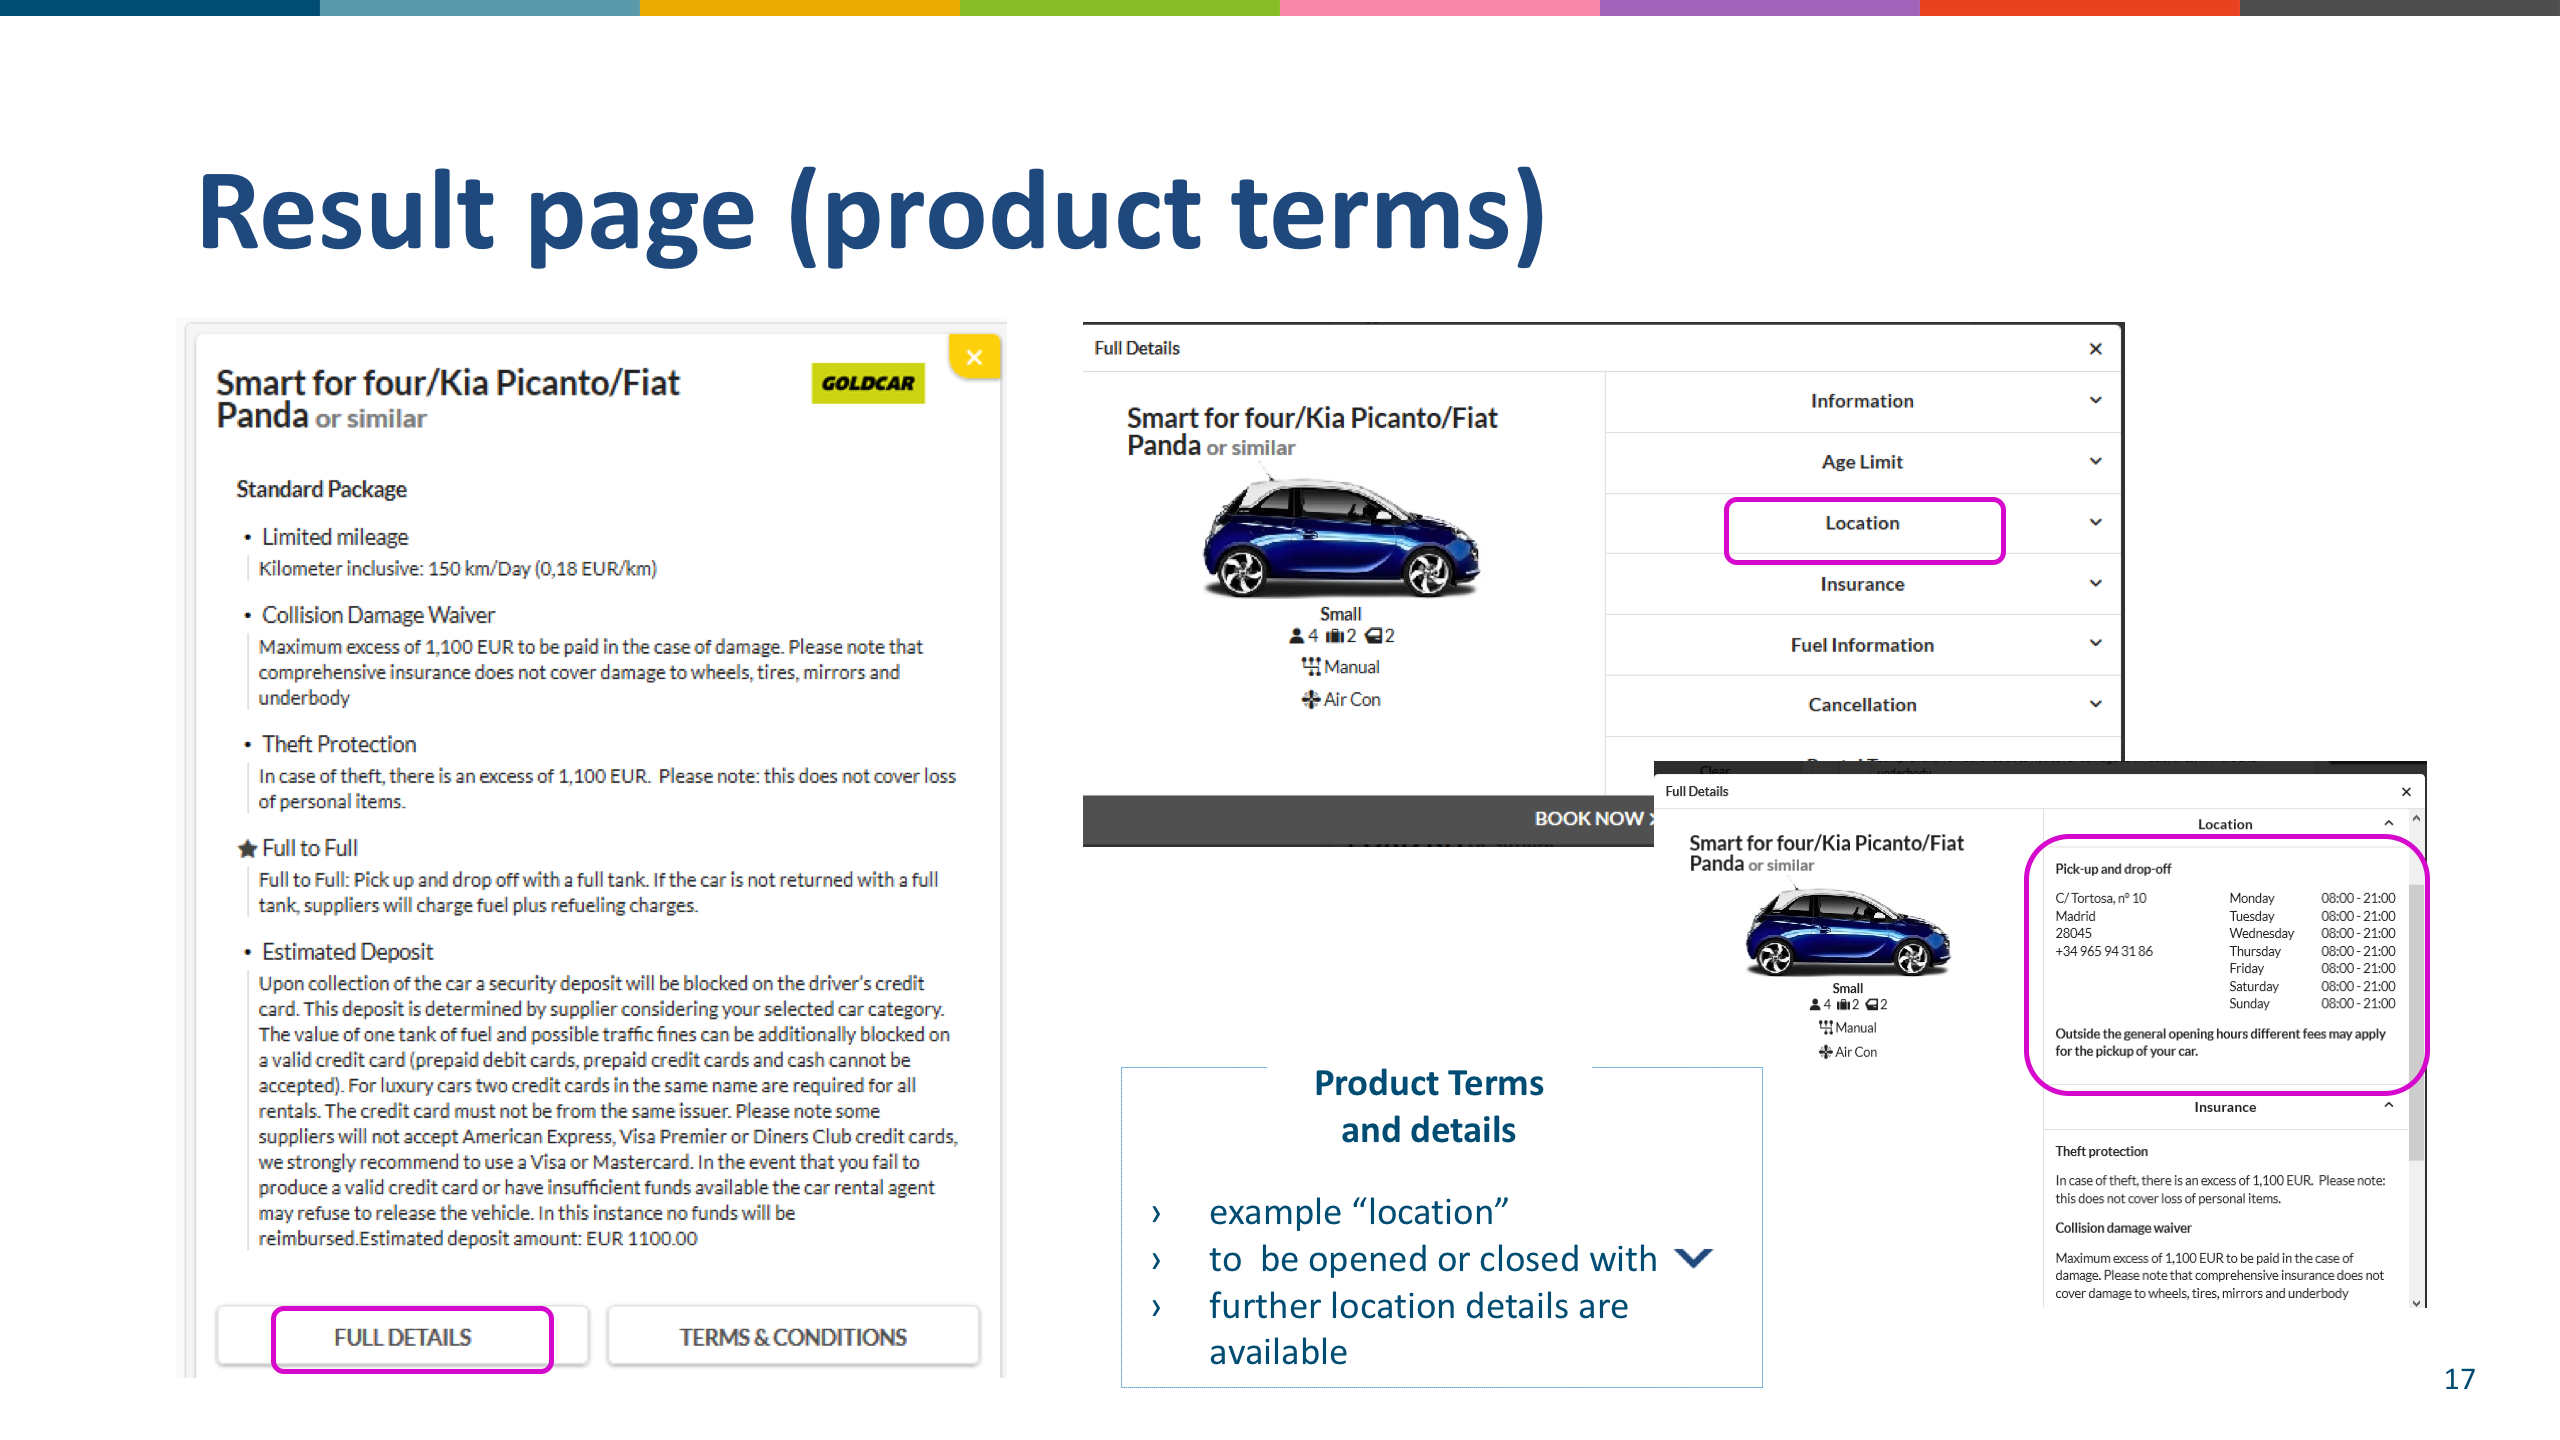 Result page (product terms)
Smart for four/Kia Picanto/Fiat
Panda or similar
GOLDCAR
Standard Package
• Limited mileage
Kilometer inclusive: 150 km/Day (0,18 EUR/km)
• Collision Damage Waiver
Maximum excess of 1,100 EUR to be paid in the case of damage. Please note that
comprehensive insurance does not cover damage to wheels, tires, mirrors and
underbody
• Theft Protection
In case of theft, there is an excess of 1,100 EUR. Please note: this does not cover loss
of personal items.
Full to Full
Full to Full: Pick up and drop off with a full tank. If the car is not returned with a full
tank, suppliers will charge fuel plus refueling charges.
• Estimated Deposit
Upon collection of the car a security deposit will be blocked on the driver's credit
card. This deposit is determined by supplier considering your selected car category.
The value of one tank of fuel and possible traffic fines can be additionally blocked on
a valid credit card (prepaid debit cards, prepaid credit cards and cash cannot be
accepted). For luxury cars two credit cards in the same name are required for all
rentals. The credit card must not be from the same issuer. Please note some
suppliers will not accept American Express, Visa Premier or Diners Club credit cards,
we strongly recommend to use a Visa or Mastercard. In the event that you fail to
produce a valid credit card or have insufficient funds available the car rental agent
may refuse to release the vehicle. In this instance no funds will be
reimbursed.Estimated deposit amount: EUR 1100.00
FULL DETAILS
TERMS & CONDITIONS
Full Details
Smart for four/Kia Picanto/Fiat
Panda or similar
Small
4 2 2
Manual
Air Con
Information
Age Limit
Location
Insurance
Fuel Information
Cancellation
BOOK NOW
Clear
underbody
Full Details
Smart for four/Kia Picanto/Fiat
Panda or similar
Small
4 2 2
Manual
Air Con
Location
Pick-up and drop-off
C/ Tortosa, nº 10 Monday 08:00 - 21:00
Madrid Tuesday 08:00 - 21:00
28045 Wednesday 08:00 - 21:00
+34 965 94 31 86 Thursday 08:00 - 21:00
Friday 08:00 - 21:00
Saturday 08:00 - 21:00
Sunday 08:00 - 21:00
Outside the general opening hours different fees may apply
for the pickup of your car.
Insurance
Theft protection
In case of theft, there is an excess of 1,100 EUR. Please note:
this does not cover loss of personal items.
Collision damage waiver
Maximum excess of 1,100 EUR to be paid in the case of
damage. Please note that comprehensive insurance does not
cover damage to wheels, tires, mirrors and underbody
Product Terms
and details
› example “location”
› to be opened or closed with
› further location details are
available
17